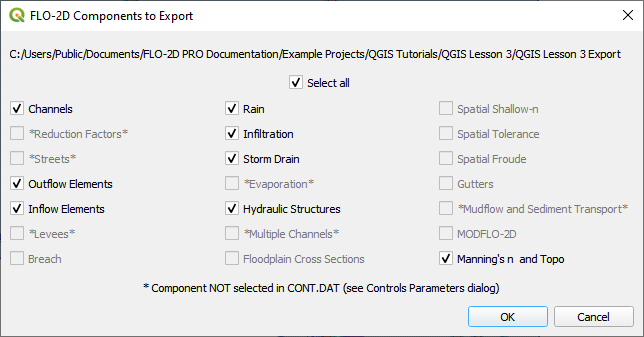 FLO-2D Components to Export
C:/Users/Public/Documents/FLO-2D PRO Documentation/Example Projects/QGIS Tutorials/QGIS Lesson 3/QGIS Lesson 3 Export
Select all
Channels
*Reduction Factors*
*Streets*
Outflow Elements
Inflow Elements
*Levees*
Breach
Rain
Infiltration
Storm Drain
*Evaporation*
Hydraulic Structures
*Multiple Channels*
Floodplain Cross Sections
Spatial Shallow-n
Spatial Tolerance
Spatial Froude
Gutters
*Mudflow and Sediment Transport*
MODFLO-2D
Manning's n and Topo
* Component NOT selected in CONT.DAT (see Controls Parameters dialog)
OK
Cancel